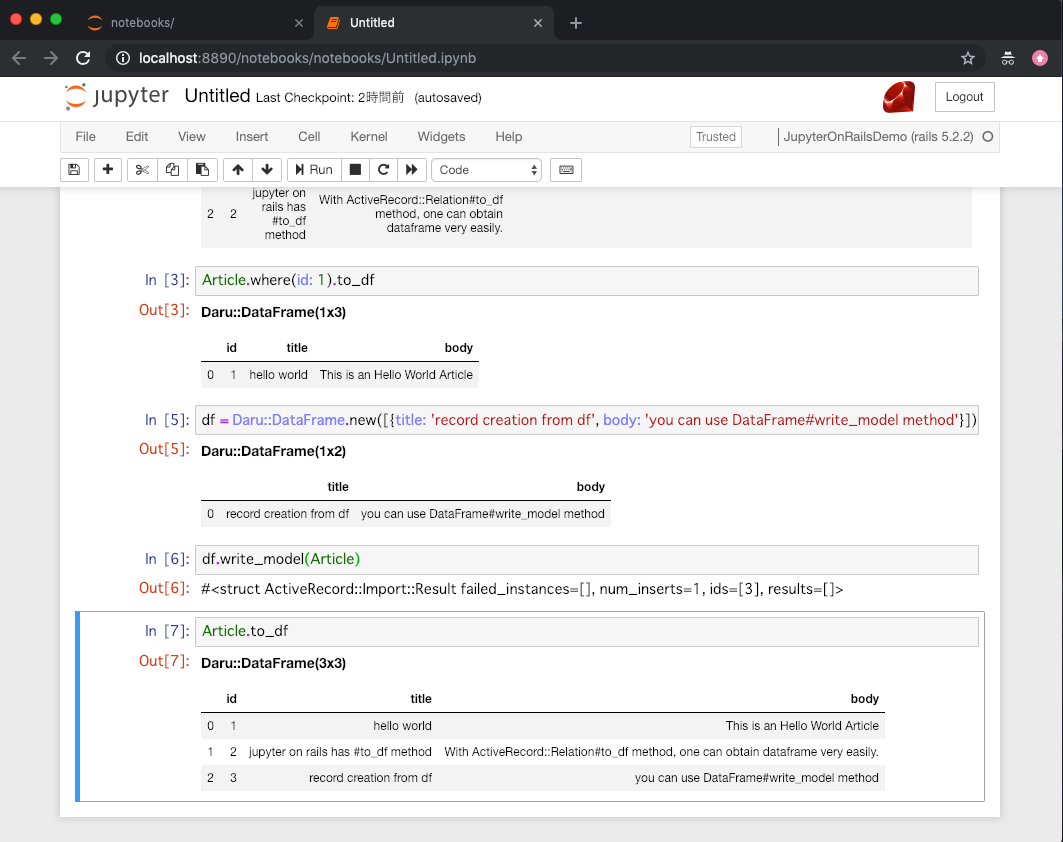 notebooks/
Untitled
localhost:8890/notebooks/notebooks/Untitled.ipynb
jupyter Untitled Last Checkpoint: 2時間前 (autosaved)
Logout
File Edit View Insert Cell Kernel Widgets Help
Trusted
JupyterOnRailsDemo (rails 5.2.2)
Run
Code
2 2 jupyter on rails has #to_df method With ActiveRecord::Relation#to_df method, one can obtain dataframe very easily.
In [3]: Article.where(id: 1).to_df
Out[3]: Daru::DataFrame(1x3)
id title body
0 1 hello world This is an Hello World Article
In [5]: df = Daru::DataFrame.new([{title: 'record creation from df', body: 'you can use DataFrame#write_model method'}])
Out[5]: Daru::DataFrame(1x2)
title body
0 record creation from df you can use DataFrame#write_model method
In [6]: df.write_model(Article)
Out[6]: #<struct ActiveRecord::Import::Result failed_instances=[], num_inserts=1, ids=[3], results=[]>
In [7]: Article.to_df
Out[7]: Daru::DataFrame(3x3)
id title body
0 1 hello world This is an Hello World Article
1 2 jupyter on rails has #to_df method With ActiveRecord::Relation#to_df method, one can obtain dataframe very easily.
2 3 record creation from df you can use DataFrame#write_model method